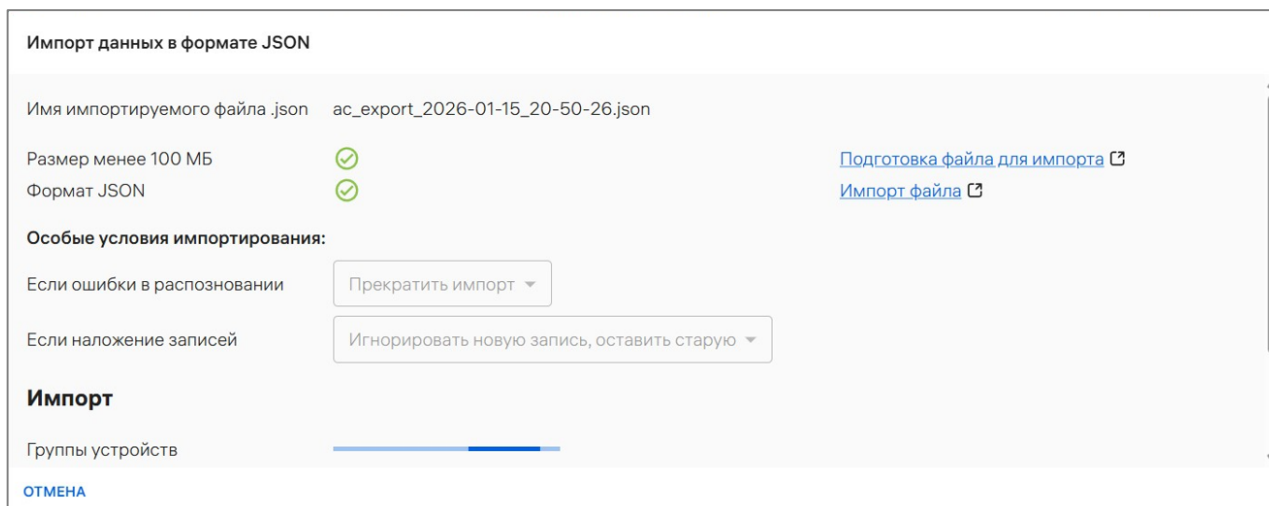 Импорт данных в формате JSON
Имя импортируемого файла .json ac_export_2026-01-15_20-50-26.json
Размер менее 100 МБ Подготовка файла для импорта
Формат JSON Импорт файла
Особые условия импортирования:
Если ошибки в распозновании Прекратить импорт
Если наложение записей Игнорировать новую запись, оставить старую
Импорт
Группы устройств
ОТМЕНА